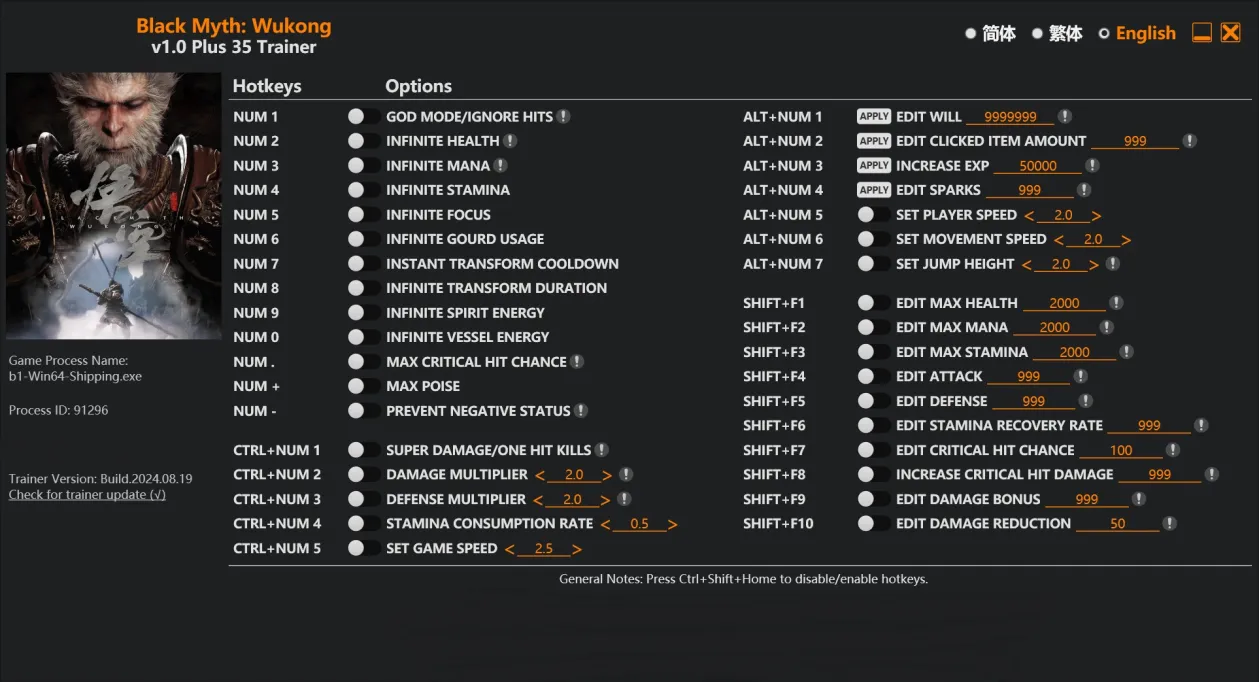 Black Myth: Wukong
v1.0 Plus 35 Trainer
简体 繁体 English
Hotkeys Options
NUM 1 GOD MODE/IGNORE HITS !
NUM 2 INFINITE HEALTH !
NUM 3 INFINITE MANA !
NUM 4 INFINITE STAMINA
NUM 5 INFINITE FOCUS
NUM 6 INFINITE GOURD USAGE
NUM 7 INSTANT TRANSFORM COOLDOWN
NUM 8 INFINITE TRANSFORM DURATION
NUM 9 INFINITE SPIRIT ENERGY
NUM 0 INFINITE VESSEL ENERGY
NUM . MAX CRITICAL HIT CHANCE !
NUM + MAX POISE
NUM - PREVENT NEGATIVE STATUS !
CTRL+NUM 1 SUPER DAMAGE/ONE HIT KILLS !
CTRL+NUM 2 DAMAGE MULTIPLIER < 2.0 > !
CTRL+NUM 3 DEFENSE MULTIPLIER < 2.0 > !
CTRL+NUM 4 STAMINA CONSUMPTION RATE < 0.5 >
CTRL+NUM 5 SET GAME SPEED < 2.5 >
ALT+NUM 1 APPLY EDIT WILL 9999999 !
ALT+NUM 2 APPLY EDIT CLICKED ITEM AMOUNT 999 !
ALT+NUM 3 APPLY INCREASE EXP 50000 !
ALT+NUM 4 APPLY EDIT SPARKS 999 !
ALT+NUM 5 SET PLAYER SPEED < 2.0 >
ALT+NUM 6 SET MOVEMENT SPEED < 2.0 >
ALT+NUM 7 SET JUMP HEIGHT < 2.0 > !
SHIFT+F1 EDIT MAX HEALTH 2000 !
SHIFT+F2 EDIT MAX MANA 2000 !
SHIFT+F3 EDIT MAX STAMINA 2000 !
SHIFT+F4 EDIT ATTACK 999 !
SHIFT+F5 EDIT DEFENSE 999 !
SHIFT+F6 EDIT STAMINA RECOVERY RATE 999 !
SHIFT+F7 EDIT CRITICAL HIT CHANCE 100 !
SHIFT+F8 INCREASE CRITICAL HIT DAMAGE 999 !
SHIFT+F9 EDIT DAMAGE BONUS 999 !
SHIFT+F10 EDIT DAMAGE REDUCTION 50 !
悟空
BLACK MYTH
WUKONG
Game Process Name:
b1-Win64-Shipping.exe
Process ID: 91296
Trainer Version: Build.2024.08.19
Check for trainer update (√)
General Notes: Press Ctrl+Shift+Home to disable/enable hotkeys.